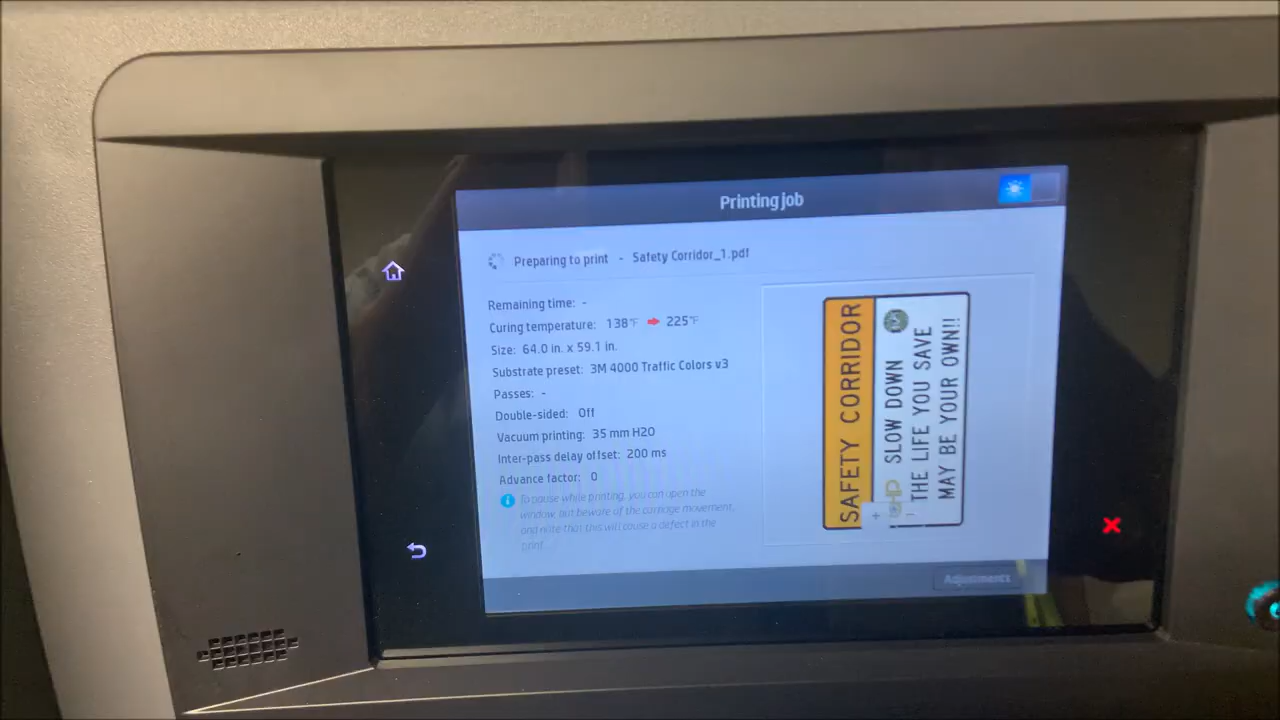 Printing job
Preparing to print - Safety Corridor_1.pdf
Remaining time: -
Curing temperature: 138°F 225°F
Size: 64.0 in. x 59.1 in.
Substrate preset: 3M 4000 Traffic Colors v3
Passes: -
Double-sided: Off
Vacuum printing: 35 mm H2O
Inter-pass delay offset: 200 ms
Advance factor: 0
To pause while printing, you can open the
window, but beware of the carriage movement,
and note that this will cause a defect in the
print.
SAFETY CORRIDOR
SLOW DOWN
THE LIFE YOU SAVE
MAY BE YOUR OWN!!
Adjustments